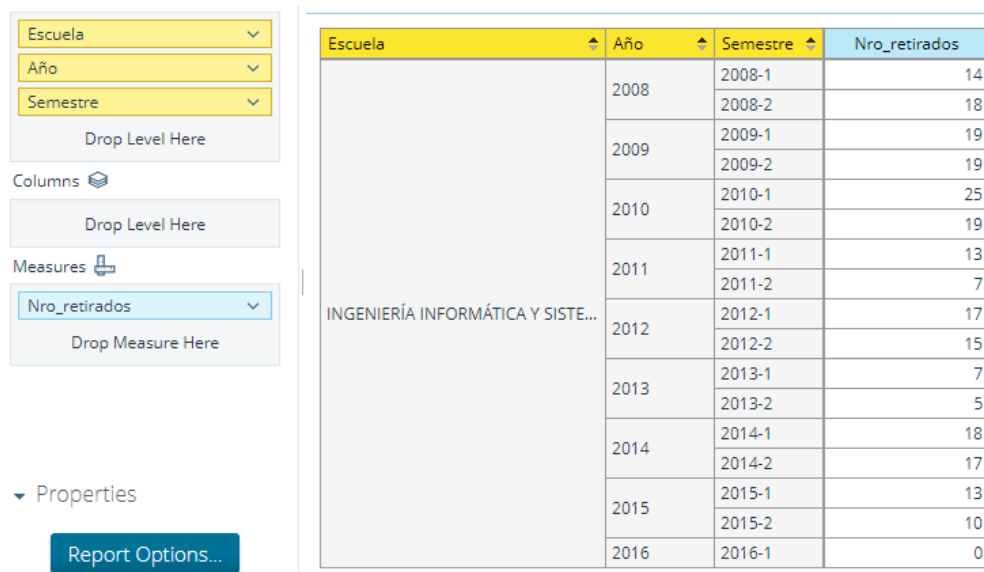 Escuela
Año
Semestre
Drop Level Here
Columns
Drop Level Here
Measures
Nro_retirados
Drop Measure Here
Properties
Report Options...
Escuela Año Semestre Nro_retirados
INGENIERÍA INFORMÁTICA Y SISTE...
2008 2008-1 14
2008-2 18
2009 2009-1 19
2009-2 19
2010 2010-1 25
2010-2 19
2011 2011-1 13
2011-2 7
2012 2012-1 17
2012-2 15
2013 2013-1 7
2013-2 5
2014 2014-1 18
2014-2 17
2015 2015-1 13
2015-2 10
2016 2016-1 0